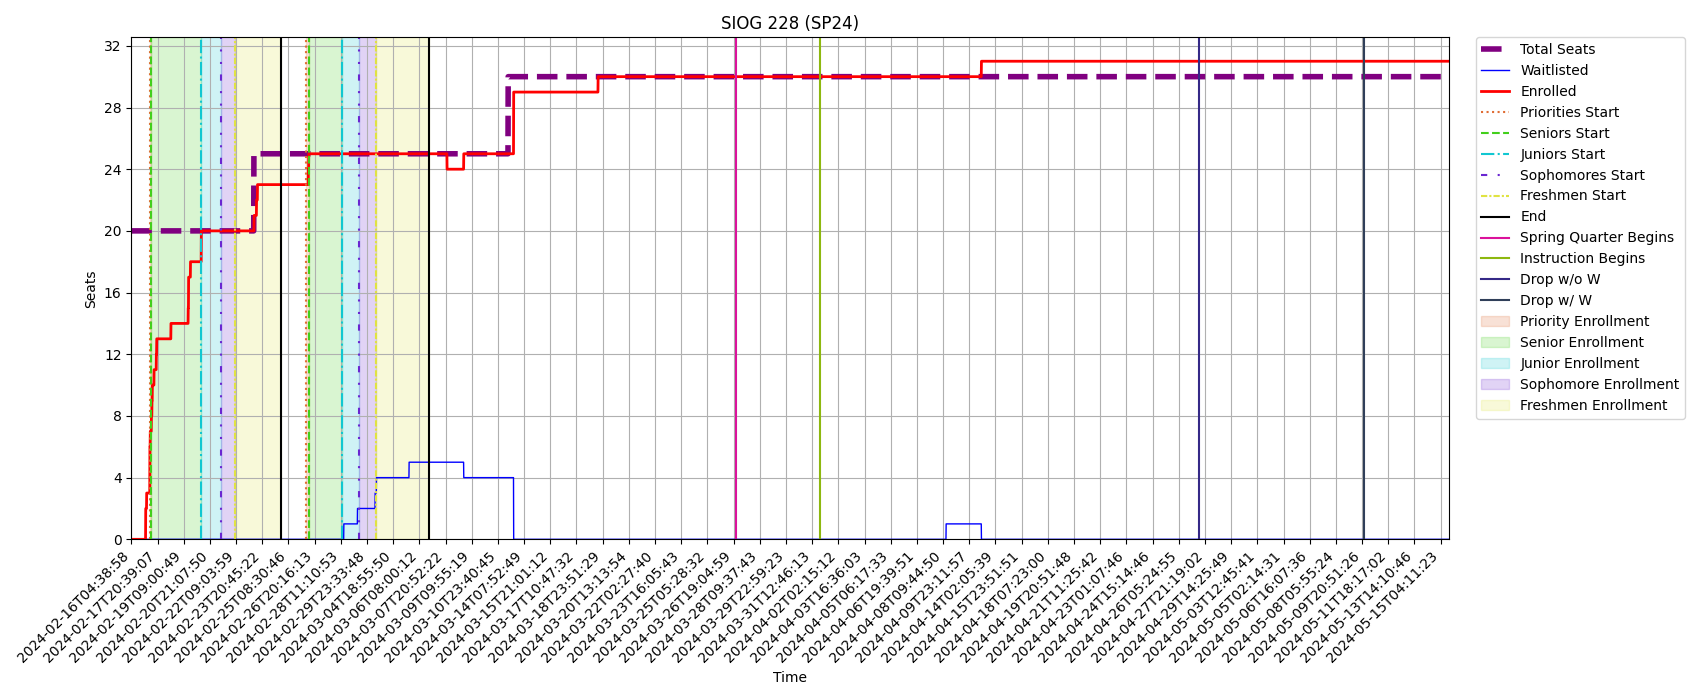 SIOG 228 (SP24)
32
28
24
20
16
12
8
4
0
Seats
2024-02-16T04:38:58
2024-02-17T20:39:07
2024-02-19T09:00:49
2024-02-20T21:07:50
2024-02-22T09:03:59
2024-02-23T20:45:22
2024-02-25T08:30:46
2024-02-26T20:16:13
2024-02-28T11:10:53
2024-02-29T23:33:48
2024-03-04T18:55:50
2024-03-06T08:00:12
2024-03-07T20:52:22
2024-03-09T09:55:19
2024-03-10T23:40:45
2024-03-14T07:52:49
2024-03-15T21:01:12
2024-03-17T10:47:32
2024-03-18T23:51:29
2024-03-20T13:13:54
2024-03-22T02:27:40
2024-03-23T16:05:43
2024-03-25T05:28:32
2024-03-26T19:04:59
2024-03-28T09:37:43
2024-03-29T22:59:23
2024-03-31T12:46:13
2024-04-02T02:15:12
2024-04-03T16:36:03
2024-04-05T06:17:33
2024-04-06T19:39:51
2024-04-08T09:44:50
2024-04-09T23:11:57
2024-04-14T02:05:39
2024-04-15T23:51:51
2024-04-18T07:23:00
2024-04-19T20:51:48
2024-04-21T11:25:42
2024-04-23T01:07:46
2024-04-24T15:14:46
2024-04-26T05:24:55
2024-04-27T21:19:02
2024-04-29T14:25:49
2024-05-03T12:45:41
2024-05-05T02:14:31
2024-05-06T16:07:36
2024-05-08T05:55:24
2024-05-09T20:51:26
2024-05-11T18:17:02
2024-05-13T14:10:46
2024-05-15T04:11:23
Time
Total Seats
Waitlisted
Enrolled
Priorities Start
Seniors Start
Juniors Start
Sophomores Start
Freshmen Start
End
Spring Quarter Begins
Instruction Begins
Drop w/o W
Drop w/ W
Priority Enrollment
Senior Enrollment
Junior Enrollment
Sophomore Enrollment
Freshmen Enrollment